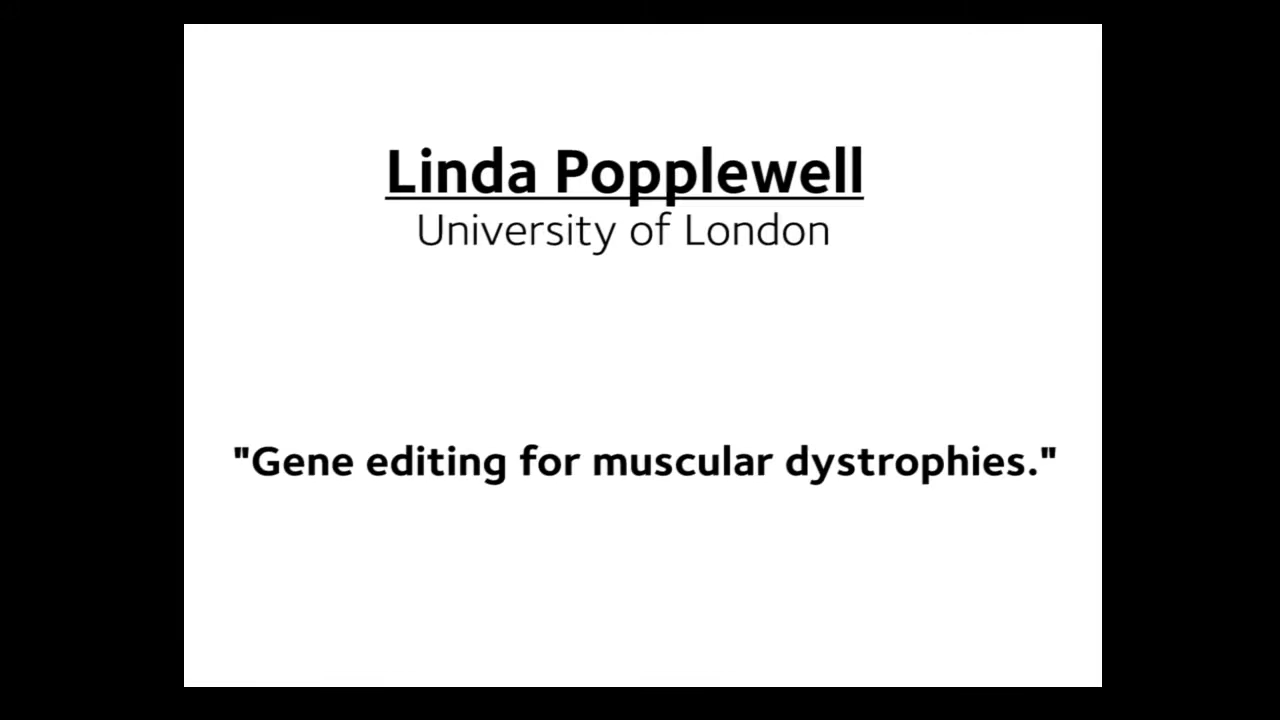 Linda Popplewell
University of London
"Gene editing for muscular dystrophies."